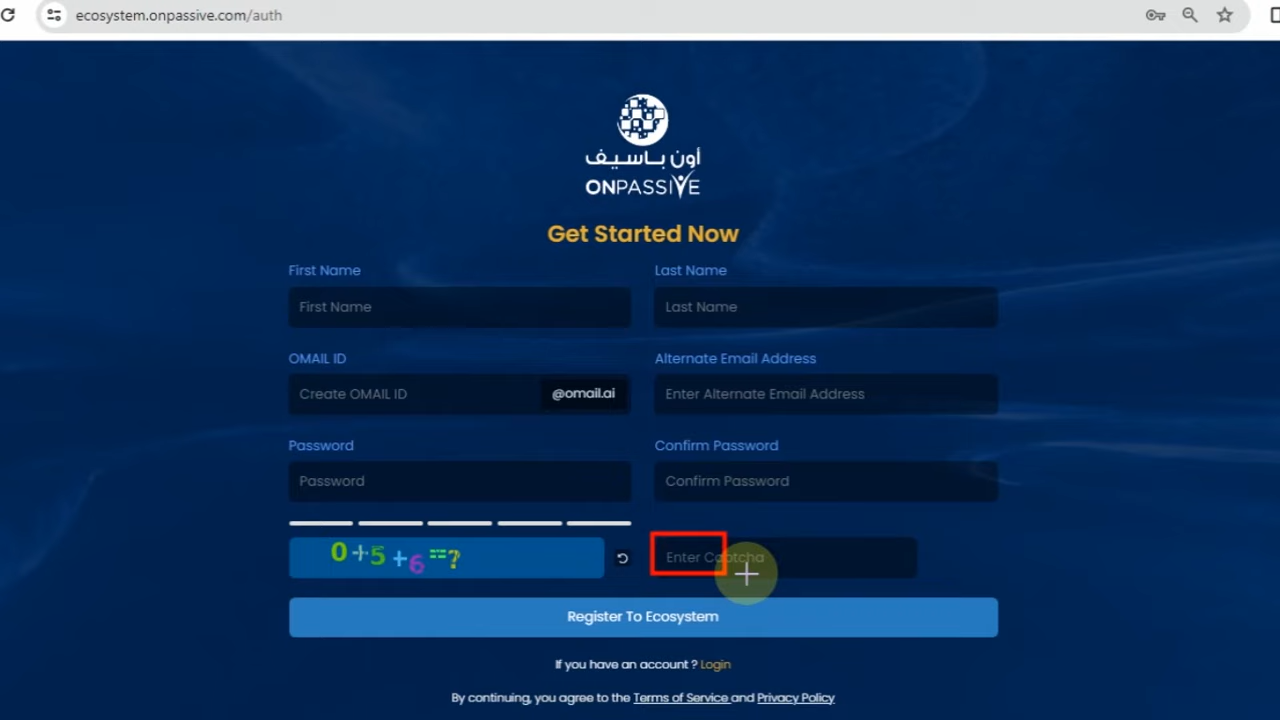 ecosystem.onpassive.com/auth
أون باسيف
ONPASSIVE
Get Started Now
First Name
Last Name
First Name
Last Name
OMAIL ID
Alternate Email Address
Create OMAIL ID
@omail.ai
Enter Alternate Email Address
Password
Confirm Password
Password
Confirm Password
0+5+6=?
Enter Captcha
Register To Ecosystem
If you have an account ? Login
By continuing, you agree to the Terms of Service and Privacy Policy